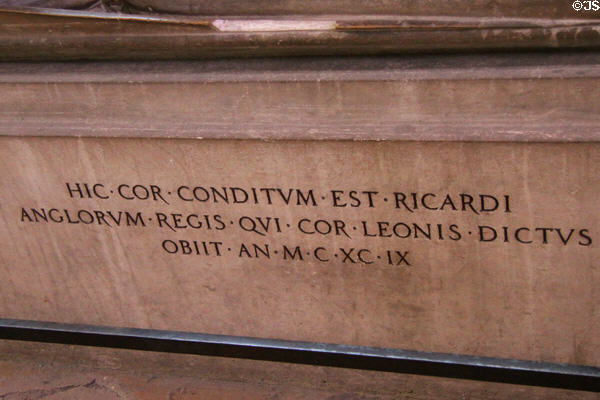 ©JS
HIC·COR·CONDITVM·EST·RICARDI
ANGLORVM·REGIS·QVI·COR·LEONIS·DICTVS
OBIIT·AN·M·C·XC·IX